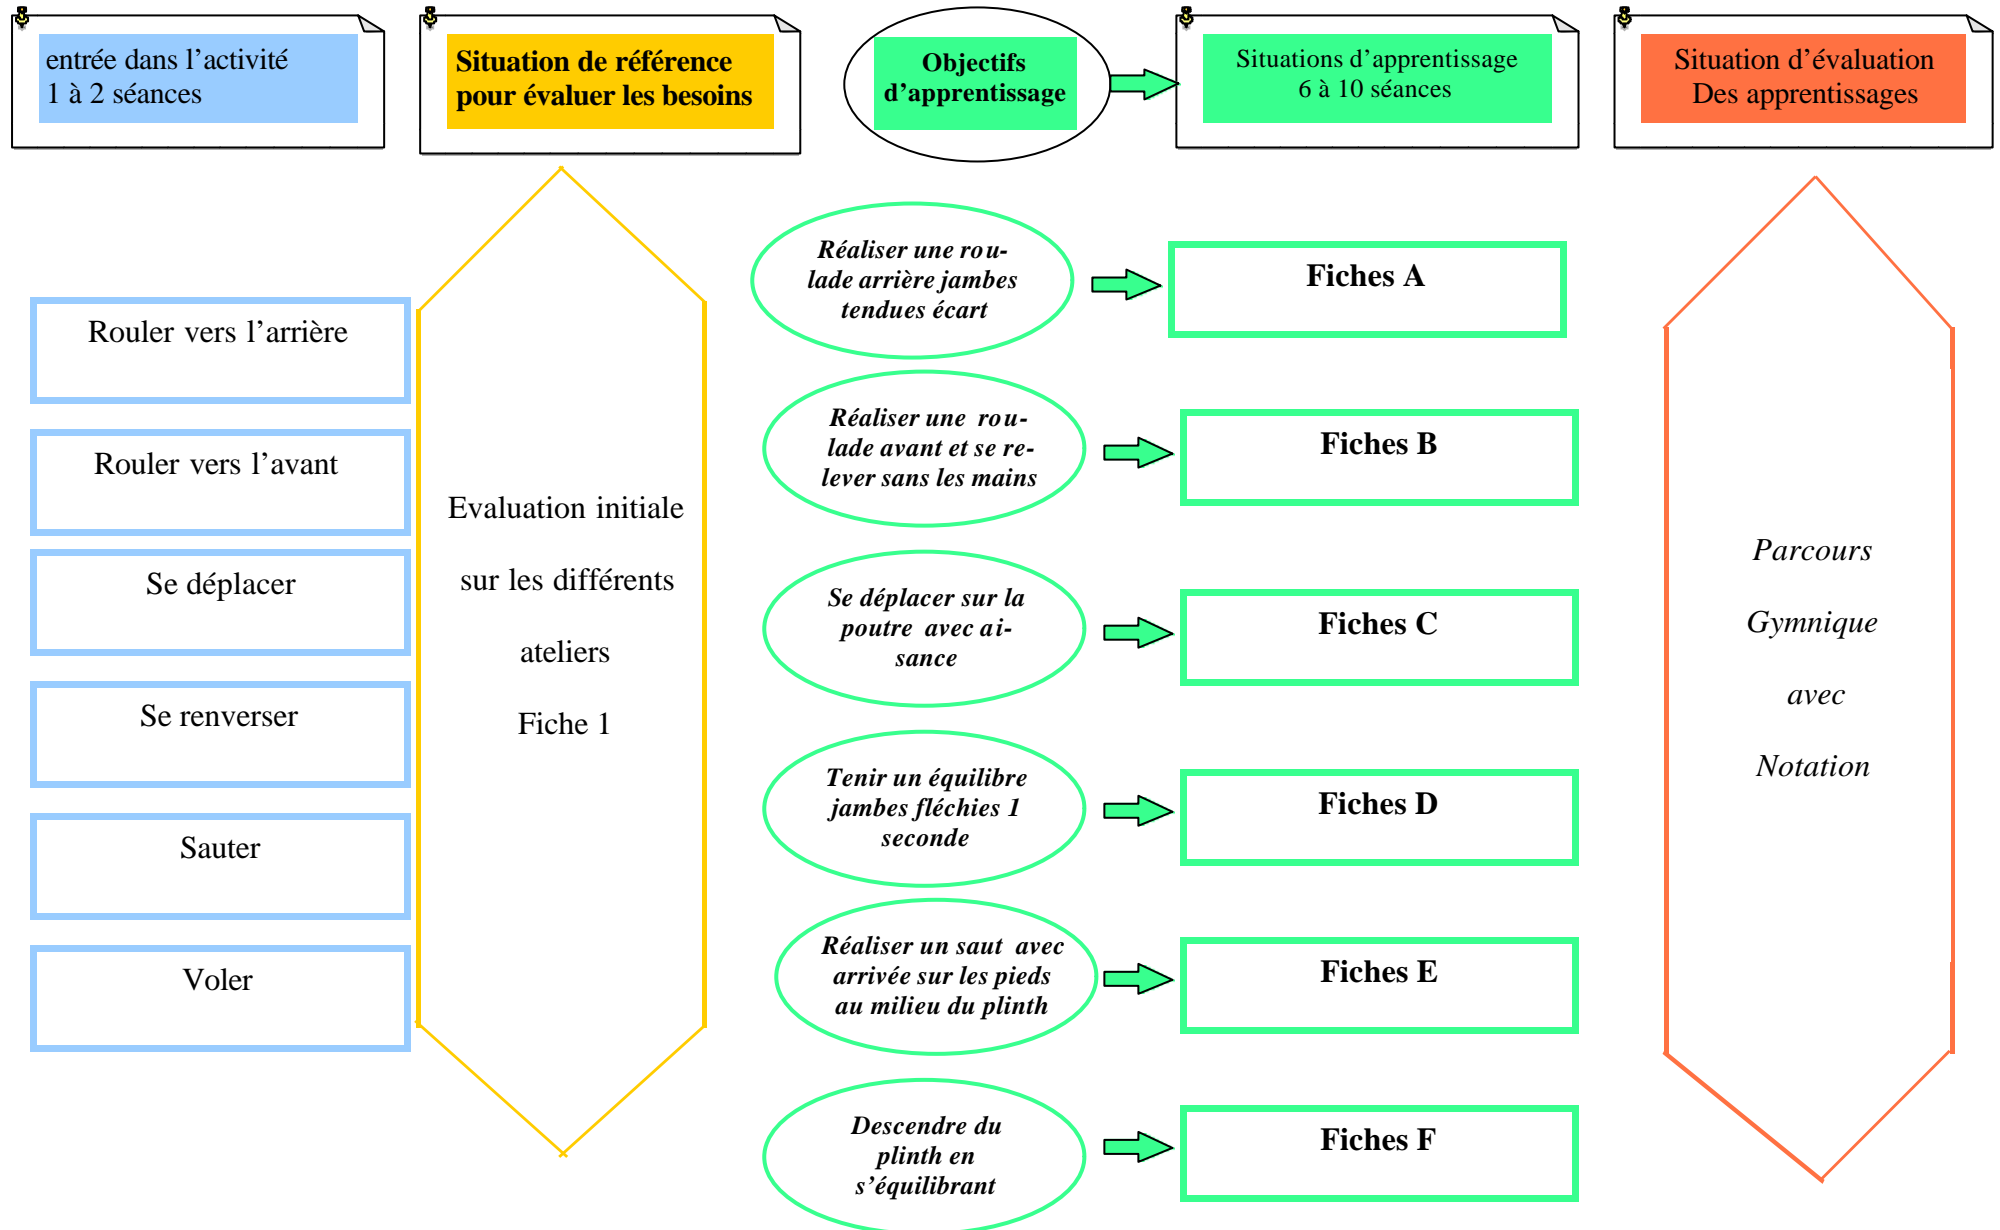 entrée dans l’activité
1 à 2 séances
Situation de référence
pour évaluer les besoins
Objectifs
d’apprentissage
Situations d’apprentissage
6 à 10 séances
Situation d’évaluation
Des apprentissages
Rouler vers l’arrière
Rouler vers l’avant
Se déplacer
Se renverser
Sauter
Voler
Evaluation initiale
sur les différents
ateliers
Fiche 1
Réaliser une rou-
lade arrière jambes
tendues écart
Fiches A
Réaliser une rou-
lade avant et se re-
lever sans les mains
Fiches B
Se déplacer sur la
poutre avec ai-
sance
Fiches C
Tenir un équilibre
jambes fléchies 1
seconde
Fiches D
Réaliser un saut avec
arrivée sur les pieds
au milieu du plinth
Fiches E
Descendre du
plinth en
s’équilibrant
Fiches F
Parcours
Gymnique
avec
Notation